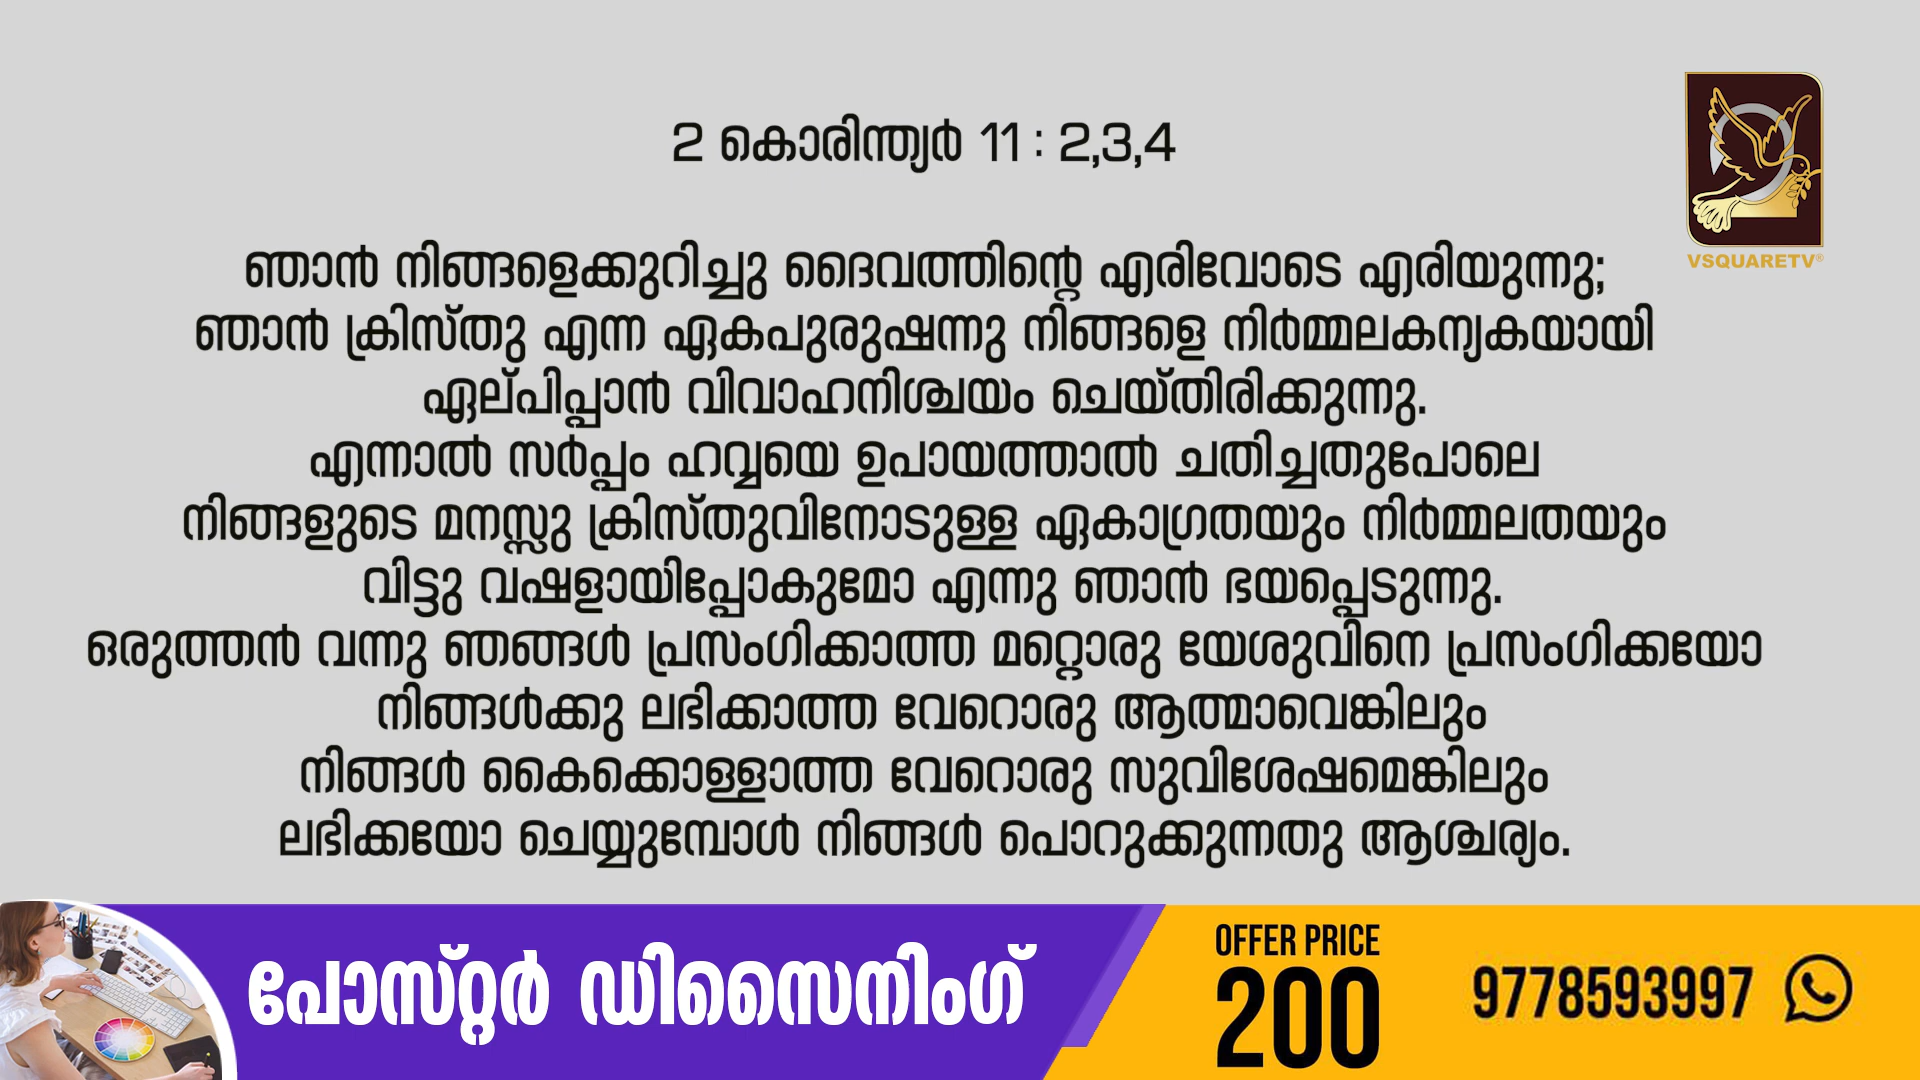 2 കൊരിന്ത്യർ 11 : 2,3,4
VSQUARETV®
ഞാൻ നിങ്ങളെക്കുറിച്ചു ദൈവത്തിന്റെ എരിവോടെ എരിയുന്നു;
ഞാൻ ക്രിസ്തു എന്ന ഏകപുരുഷന്നു നിങ്ങളെ നിർമ്മലകന്യകയായി
ഏല്പിപ്പാൻ വിവാഹനിശ്ചയം ചെയ്തിരിക്കുന്നു.
എന്നാൽ സർപ്പം ഹവ്വയെ ഉപായത്താൽ ചതിച്ചതുപോലെ
നിങ്ങളുടെ മനസ്സു ക്രിസ്തുവിനോടുള്ള ഏകാഗ്രതയും നിർമ്മലതയും
വിട്ടു വഷളായിപ്പോകുമോ എന്നു ഞാൻ ഭയപ്പെടുന്നു.
ഒരുത്തൻ വന്നു ഞങ്ങൾ പ്രസംഗിക്കാത്ത മറ്റൊരു യേശുവിനെ പ്രസംഗിക്കയോ
നിങ്ങൾക്കു ലഭിക്കാത്ത വേറൊരു ആത്മാവെങ്കിലും
നിങ്ങൾ കൈക്കൊള്ളാത്ത വേറൊരു സുവിശേഷമെങ്കിലും
ലഭിക്കയോ ചെയ്യുമ്പോൾ നിങ്ങൾ പൊറുക്കുന്നതു ആശ്ചര്യം.
പോസ്റ്റർ ഡിസൈനിംഗ്
OFFER PRICE
200
9778593997